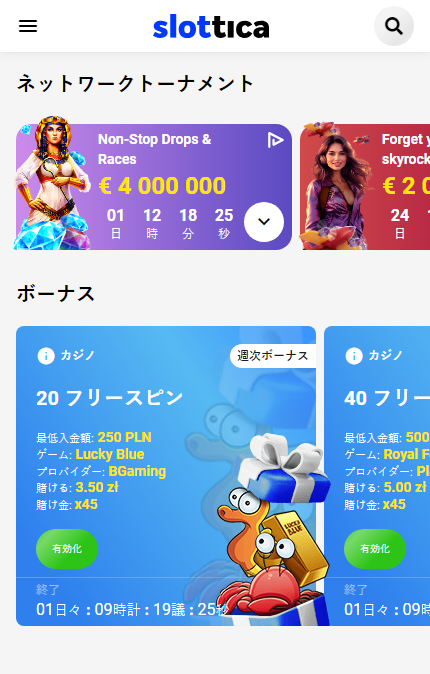 slottica
ネットワークトーナメント
Non-Stop Drops &
Races
€ 4 000 000
01 12 18 25
日 時 分 秒
Forget y
skyrock
€ 2 0
24
日
ボーナス
カジノ
週次ボーナス
20 フリースピン
最低入金額: 250 PLN
ゲーム: Lucky Blue
プロバイダー: BGaming
賭ける: 3.50 zł
賭け金: x45
有効化
LUCKY
BLUE
終了
01日々 : 09時計 : 19議 : 25秒
カジノ
40 フリー
最低入金額: 500
ゲーム: Royal F
プロバイダー: Pl
賭ける: 5.00 zł
賭け金: x45
有効化
終了
01日々 : 09時